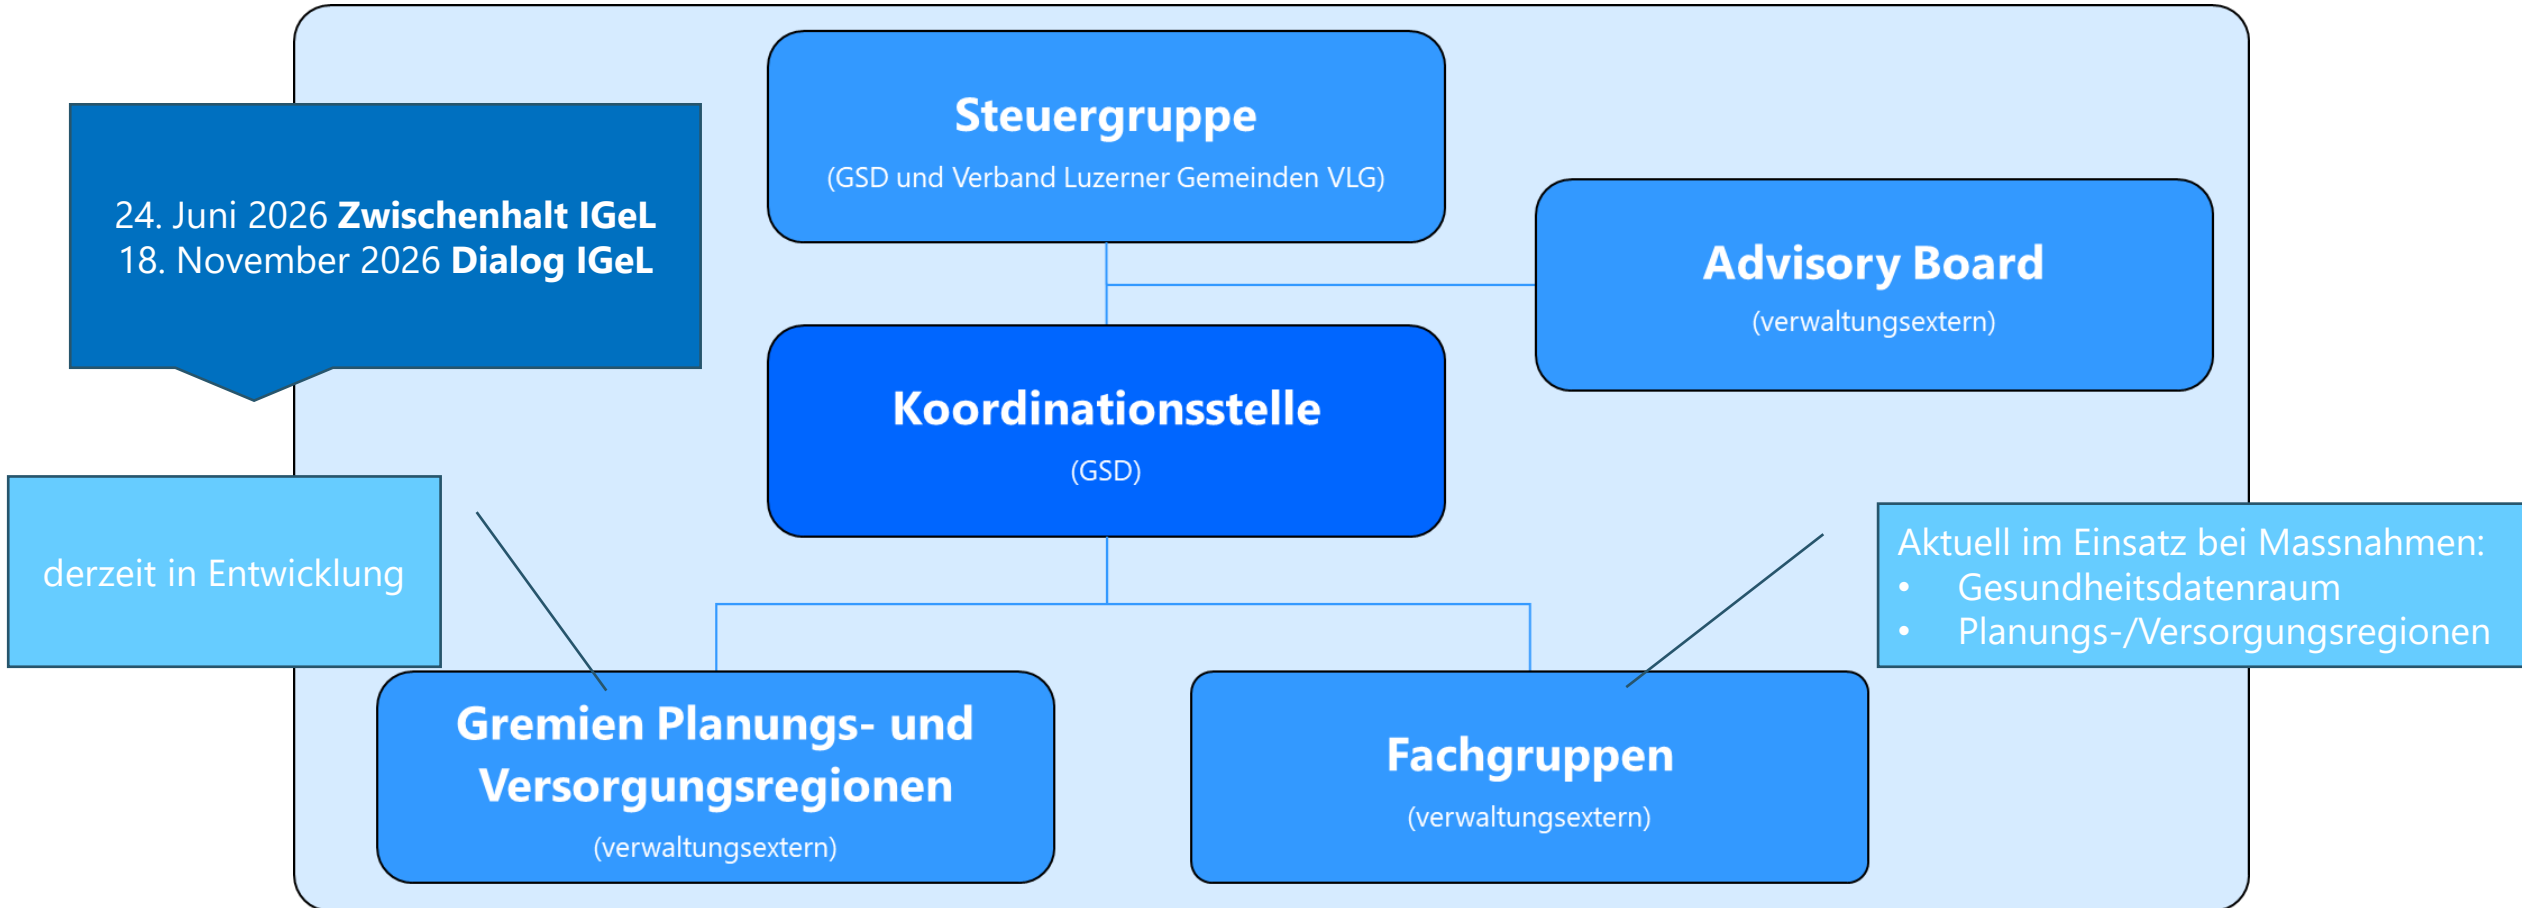 Steuergruppe
(GSD und Verband Luzerner Gemeinden VLG)
24. Juni 2026 Zwischenhalt IGeL
18. November 2026 Dialog IGeL
Advisory Board
(verwaltungsextern)
Koordinationsstelle
(GSD)
derzeit in Entwicklung
Aktuell im Einsatz bei Massnahmen:
• Gesundheitsdatenraum
• Planungs-/Versorgungsregionen
Gremien Planungs- und
Versorgungsregionen
(verwaltungsextern)
Fachgruppen
(verwaltungsextern)